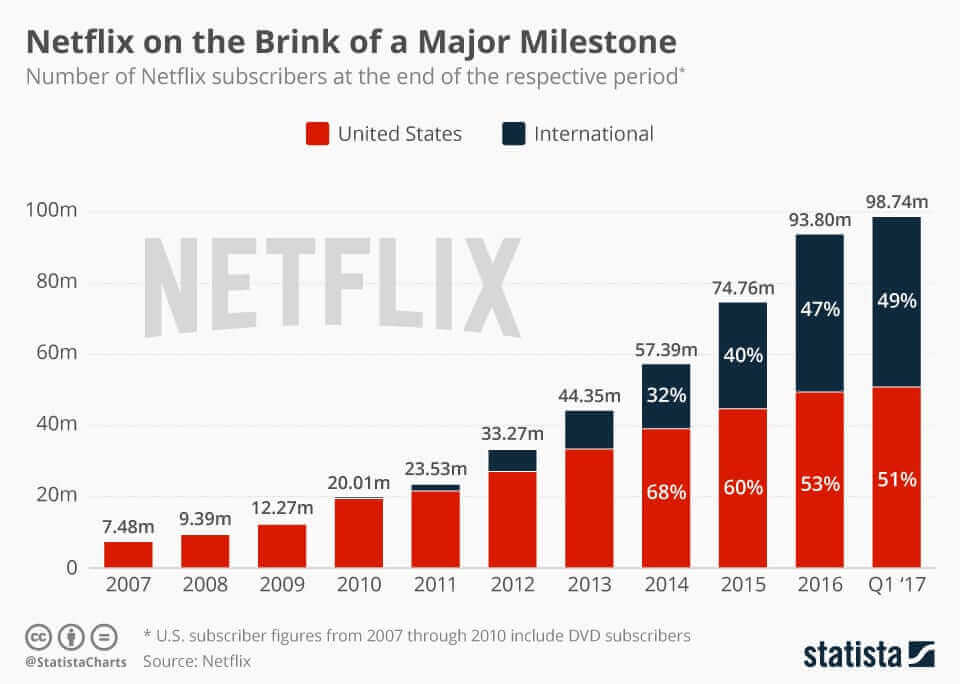 Netflix on the Brink of a Major Milestone
Number of Netflix subscribers at the end of the respective period*
United States
International
NETFLIX
100m
80m
60m
40m
20m
0
7.48m
9.39m
12.27m
20.01m
23.53m
33.27m
44.35m
57.39m
74.76m
93.80m
98.74m
32%
40%
47%
49%
68%
60%
53%
51%
2007 2008 2009 2010 2011 2012 2013 2014 2015 2016 Q1 ‘17
cc
* U.S. subscriber figures from 2007 through 2010 include DVD subscribers
@StatistaCharts
Source: Netflix
statista